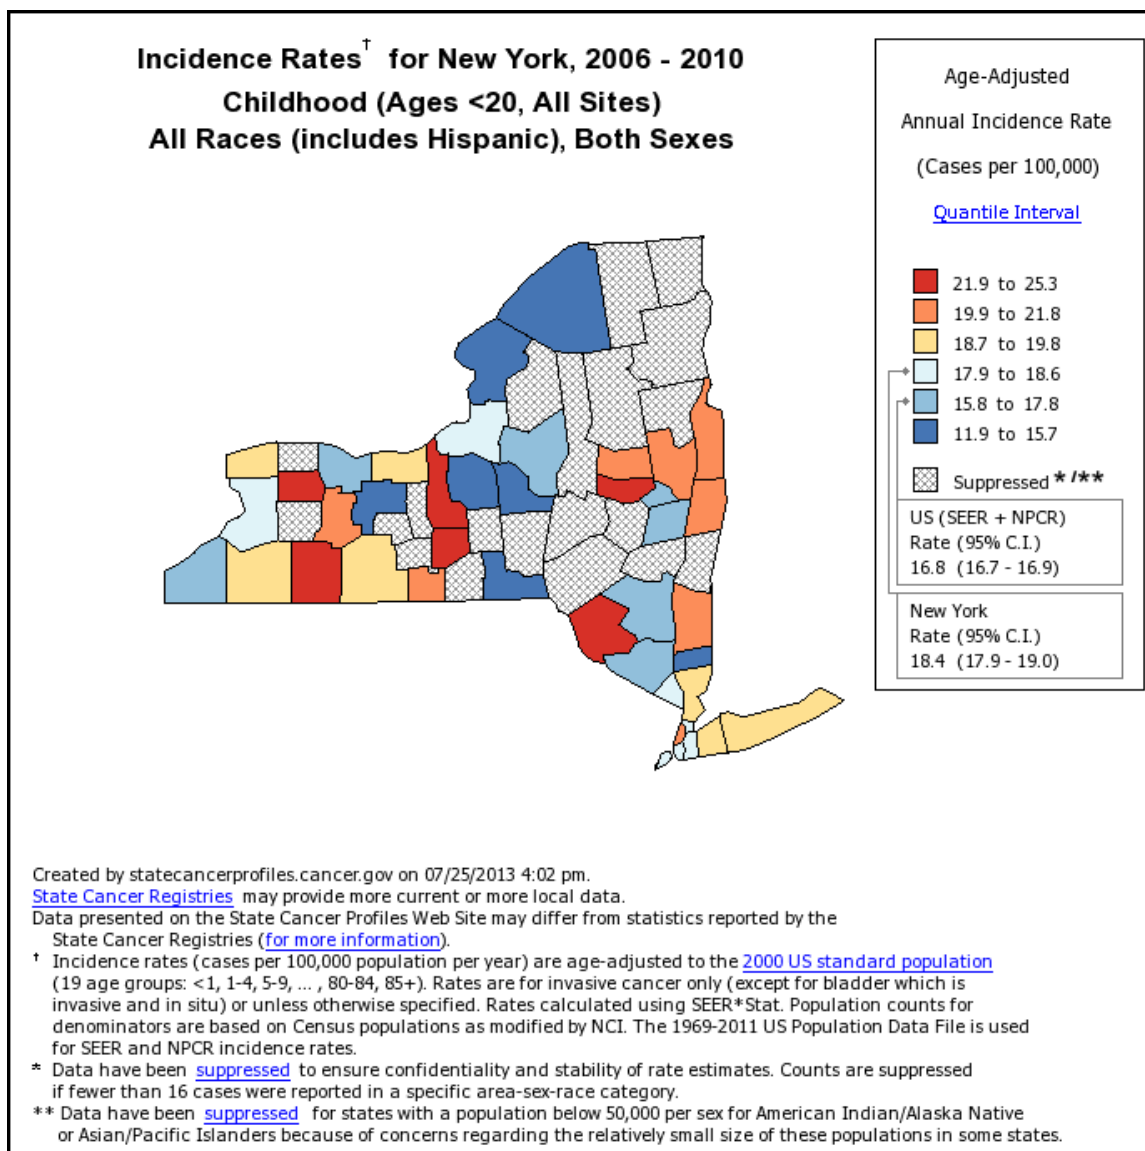 Incidence Rates† for New York, 2006 - 2010
Childhood (Ages <20, All Sites)
All Races (includes Hispanic), Both Sexes
Age-Adjusted
Annual Incidence Rate
(Cases per 100,000)
Quantile Interval
21.9 to 25.3
19.9 to 21.8
18.7 to 19.8
17.9 to 18.6
15.8 to 17.8
11.9 to 15.7
Suppressed */**
US (SEER + NPCR)
Rate (95% C.I.)
16.8 (16.7 - 16.9)
New York
Rate (95% C.I.)
18.4 (17.9 - 19.0)
Created by statecancerprofiles.cancer.gov on 07/25/2013 4:02 pm.
State Cancer Registries may provide more current or more local data.
Data presented on the State Cancer Profiles Web Site may differ from statistics reported by the
State Cancer Registries (for more information).
† Incidence rates (cases per 100,000 population per year) are age-adjusted to the 2000 US standard population
(19 age groups: <1, 1-4, 5-9, ... , 80-84, 85+). Rates are for invasive cancer only (except for bladder which is
invasive and in situ) or unless otherwise specified. Rates calculated using SEER*Stat. Population counts for
denominators are based on Census populations as modified by NCI. The 1969-2011 US Population Data File is used
for SEER and NPCR incidence rates.
* Data have been suppressed to ensure confidentiality and stability of rate estimates. Counts are suppressed
if fewer than 16 cases were reported in a specific area-sex-race category.
** Data have been suppressed for states with a population below 50,000 per sex for American Indian/Alaska Native
or Asian/Pacific Islanders because of concerns regarding the relatively small size of these populations in some states.